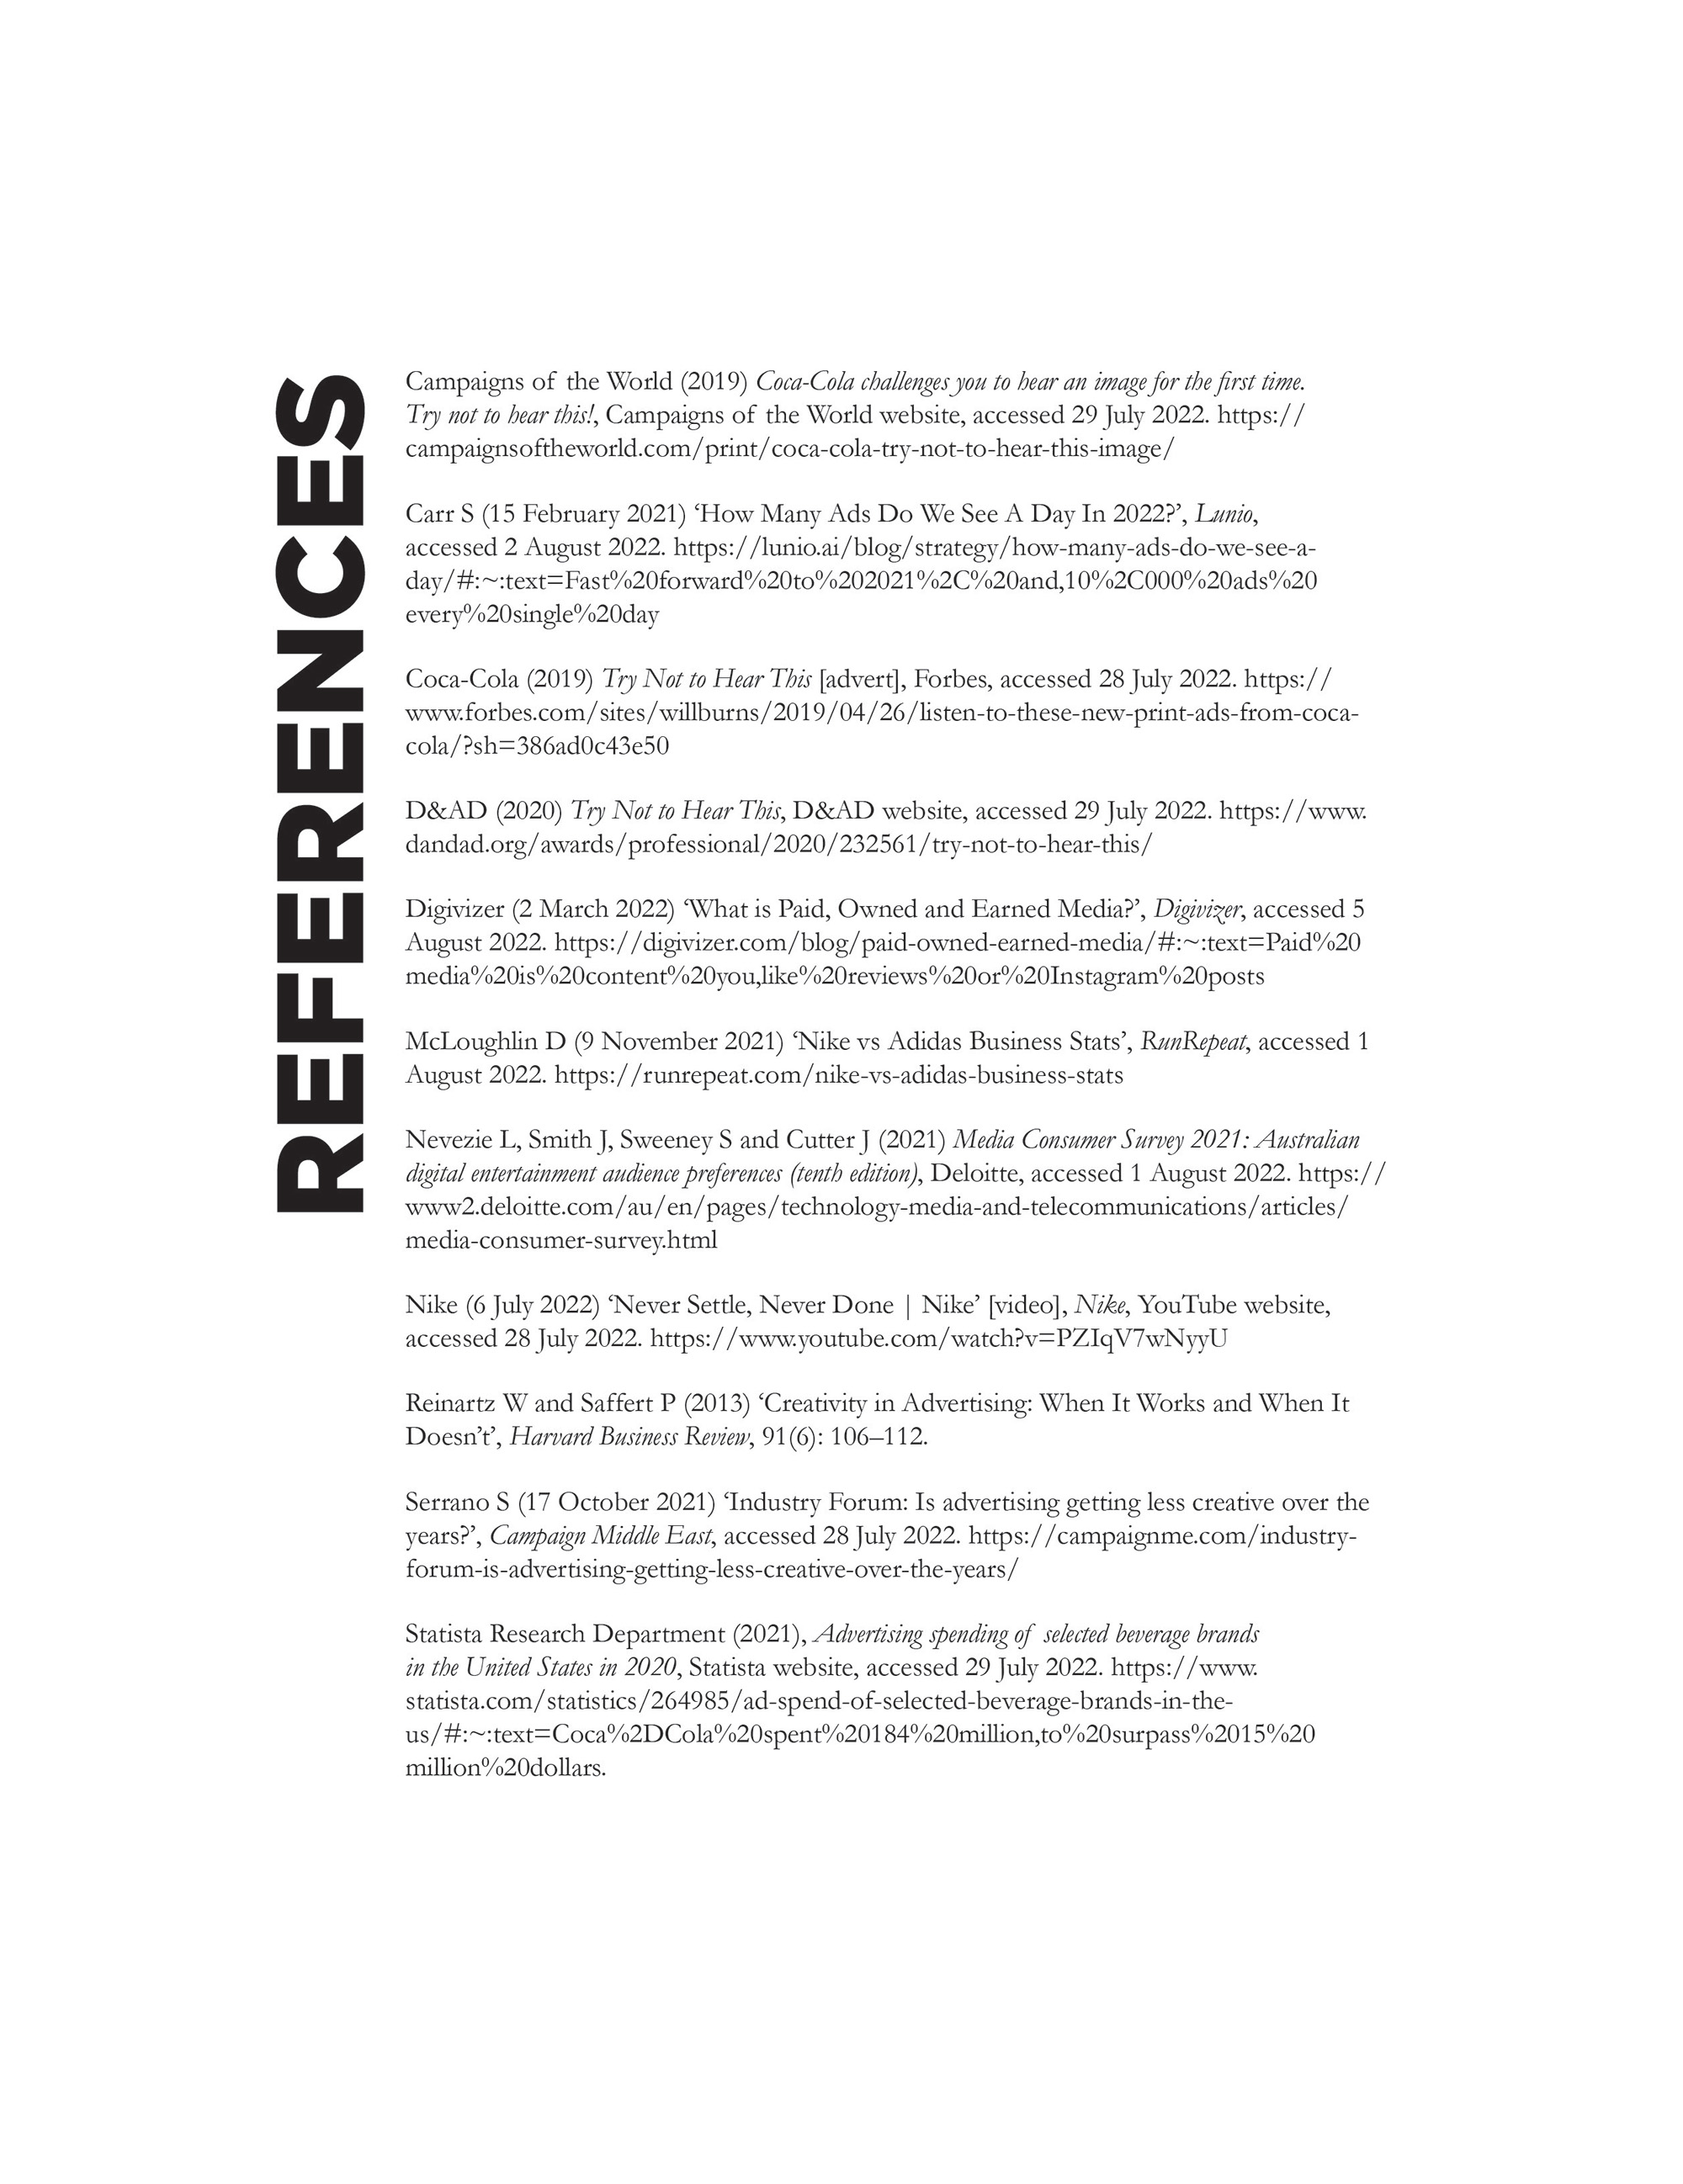 REFERENCES
Campaigns of the World (2019) Coca-Cola challenges you to hear an image for the first time.
Try not to hear this!, Campaigns of the World website, accessed 29 July 2022. https://
campaignsoftheworld.com/print/coca-cola-try-not-to-hear-this-image/
Carr S (15 February 2021) ‘How Many Ads Do We See A Day In 2022?’, Lunio,
accessed 2 August 2022. https://lunio.ai/blog/strategy/how-many-ads-do-we-see-a-
day/#:~:text=Fast%20forward%20to%202021%2C%20and,10%2C000%20ads%20
every%20single%20day
Coca-Cola (2019) Try Not to Hear This [advert], Forbes, accessed 28 July 2022. https://
www.forbes.com/sites/willburns/2019/04/26/listen-to-these-new-print-ads-from-coca-
cola/?sh=386ad0c43e50
D&AD (2020) Try Not to Hear This, D&AD website, accessed 29 July 2022. https://www.
dandad.org/awards/professional/2020/232561/try-not-to-hear-this/
Digivizer (2 March 2022) ‘What is Paid, Owned and Earned Media?’, Digivizer, accessed 5
August 2022. https://digivizer.com/blog/paid-owned-earned-media/#:~:text=Paid%20
media%20is%20content%20you,like%20reviews%20or%20Instagram%20posts
McLoughlin D (9 November 2021) ‘Nike vs Adidas Business Stats’, RunRepeat, accessed 1
August 2022. https://runrepeat.com/nike-vs-adidas-business-stats
Nevezie L, Smith J, Sweeney S and Cutter J (2021) Media Consumer Survey 2021: Australian
digital entertainment audience preferences (tenth edition), Deloitte, accessed 1 August 2022. https://
www2.deloitte.com/au/en/pages/technology-media-and-telecommunications/articles/
media-consumer-survey.html
Nike (6 July 2022) ‘Never Settle, Never Done | Nike’ [video], Nike, YouTube website,
accessed 28 July 2022. https://www.youtube.com/watch?v=PZIqV7wNyyU
Reinartz W and Saffert P (2013) ‘Creativity in Advertising: When It Works and When It
Doesn’t’, Harvard Business Review, 91(6): 106–112.
Serrano S (17 October 2021) ‘Industry Forum: Is advertising getting less creative over the
years?’, Campaign Middle East, accessed 28 July 2022. https://campaignme.com/industry-
forum-is-advertising-getting-less-creative-over-the-years/
Statista Research Department (2021), Advertising spending of selected beverage brands
in the United States in 2020, Statista website, accessed 29 July 2022. https://www.
statista.com/statistics/264985/ad-spend-of-selected-beverage-brands-in-the-
us/#:~:text=Coca%2DCola%20spent%20184%20million,to%20surpass%2015%20
million%20dollars.